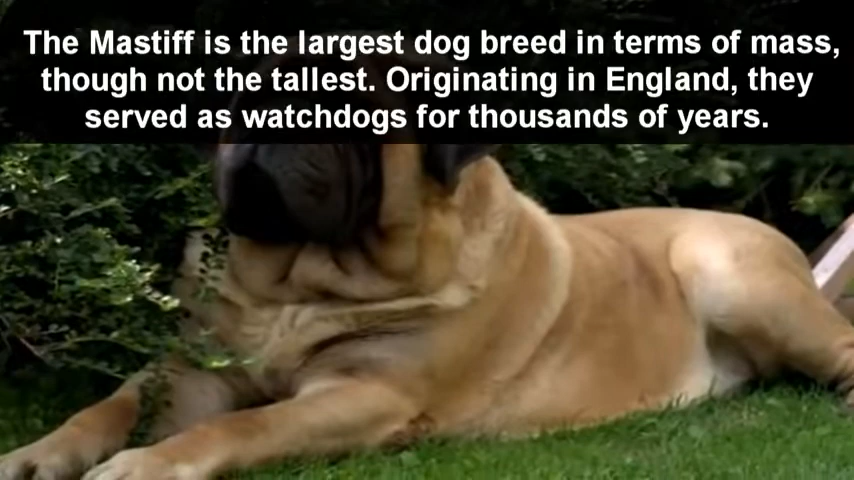 The Mastiff is the largest dog breed in terms of mass,
though not the tallest. Originating in England, they
served as watchdogs for thousands of years.